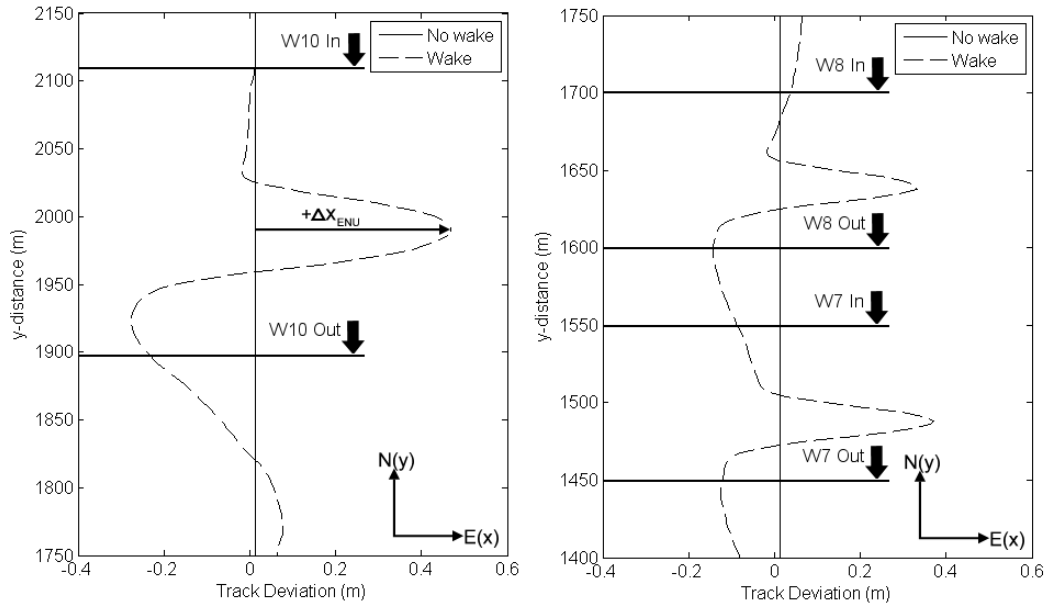 2150
2100
2050
2000
1950
1900
1850
1800
1750
y-distance (m)
W10 In
No wake
Wake
+ΔX_ENU
W10 Out
N(y)
E(x)
-0.4 -0.2 0 0.2 0.4 0.6
Track Deviation (m)
1750
1700
1650
1600
1550
1500
1450
1400
y-distance (m)
No wake
Wake
W8 In
W8 Out
W7 In
W7 Out
N(y)
E(x)
-0.4 -0.2 0 0.2 0.4 0.6
Track Deviation (m)